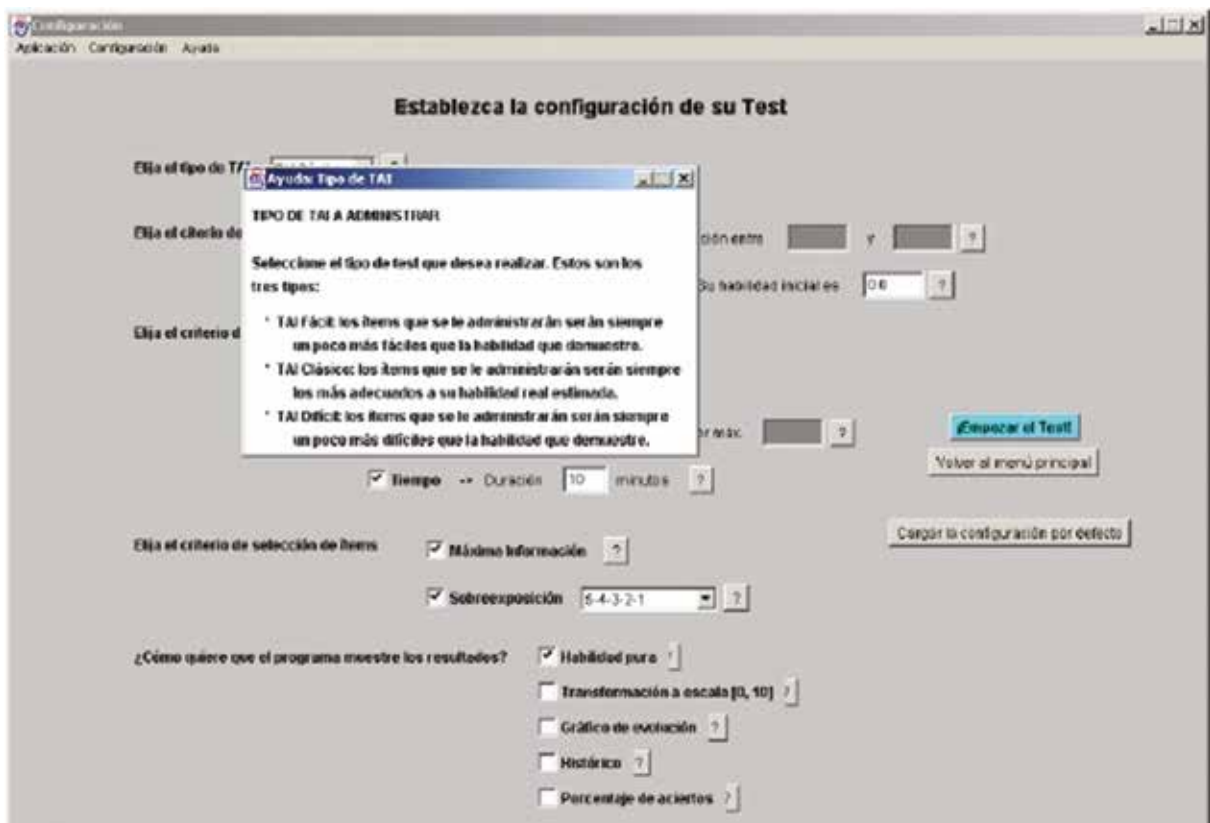 Configuración
Aplicación Configuración Ayuda
Establezca la configuración de su Test
Elija el tipo de TAI
Ayuda: Tipo de TAI
TIPO DE TAI A ADMINISTRAR
Seleccione el tipo de test que desea realizar. Estos son los
tres tipos:
* TAI Fácil: los ítems que se le administrarán serán siempre
un poco más fáciles que la habilidad que demuestre.
* TAI Clásico: los ítems que se le administrarán serán siempre
los más adecuados a su habilidad real estimada.
* TAI Difícil: los ítems que se le administrarán serán siempre
un poco más difíciles que la habilidad que demuestre.
Elija el citerio de
ción entre y ?
Su habilidad inicial es ?
Elija el criterio d
r máx. ?
¡Empezar el Test!
Volver al menú principal
Tiempo -> Duración 10 minutos ?
Cargar la configuración por defecto
Elija el criterio de selección de ítems Máxima Información ?
Sobreexposición 5-4-3-2-1 ?
¿Cómo quiere que el programa muestre los resultados? Habilidad pura
Transformación a escala [0, 10] ?
Gráfico de evolución ?
Histórico ?
Porcentaje de aciertos ?